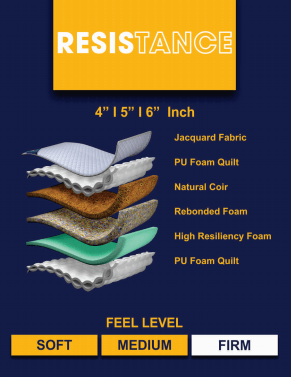 RESISTANCE
4” I 5” I 6” Inch
Jacquard Fabric
PU Foam Quilt
Natural Coir
Rebonded Foam
High Resiliency Foam
PU Foam Quilt
FEEL LEVEL
SOFT MEDIUM FIRM